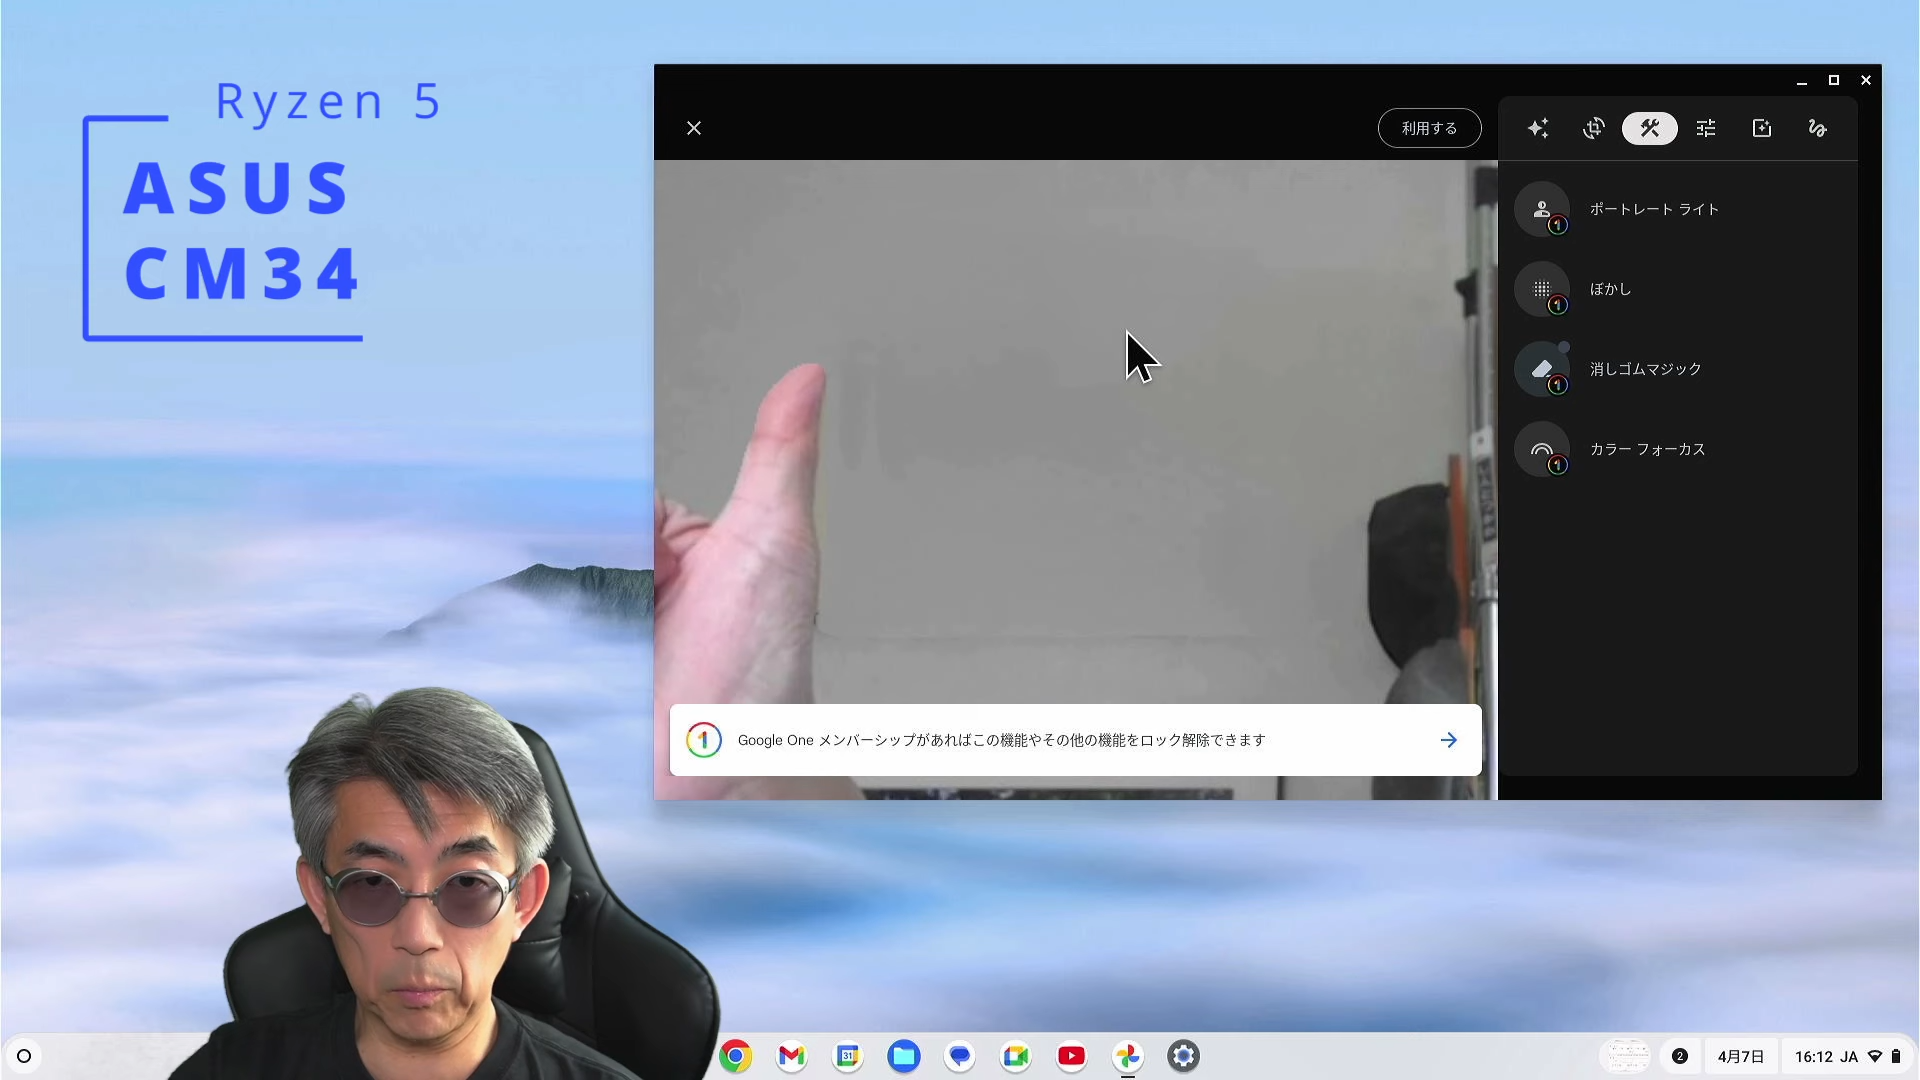 Ryzen 5
ASUS
CM34
利用する
ポートレート ライト
ぼかし
消しゴムマジック
カラー フォーカス
Google One メンバーシップがあればこの機能やその他の機能をロック解除できます
31
2
4月7日
16:12 JA